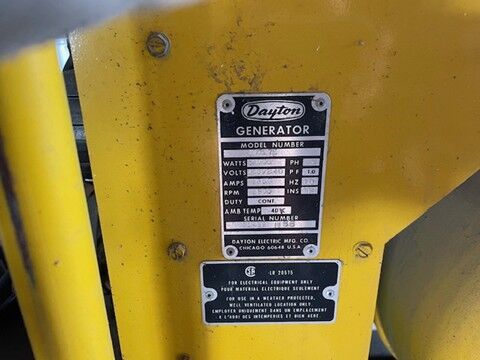 Dayton
GENERATOR
MODEL NUMBER
WATTS PH
VOLTS P F 1.0
AMPS HZ
RPM INS
DUTY CONT.
AMB TEMP 40°C
SERIAL NUMBER
DAYTON ELECTRIC MFG. CO.
CHICAGO 60648 U.S.A.
LR 20575
FOR ELECTRICAL EQUIPMENT ONLY
POUR MATERIAL ELECTRIQUE SEULEMENT
FOR USE IN A WEATHER PROTECTED,
WELL VENTILATED LOCATION ONLY.
EMPLOYER UNIQUEMENT DANS UN EMPLACEMENT
A L'ABRI DES INTEMPERIES ET BIEN AERE.